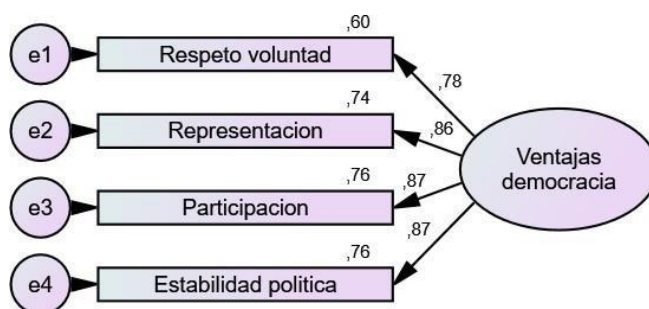 ,60
e1
Respeto voluntad
,78
,74
e2
Representacion
,86
Ventajas
democracia
,76
e3
Participacion
,87
,76
e4
Estabilidad politica
,87